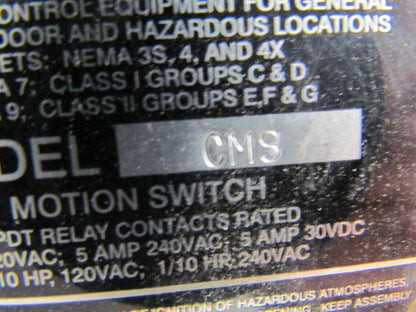 CONTROL EQUIPMENT FOR GENERAL
DOOR AND HAZARDOUS LOCATIONS
ETS: NEMA 3S, 4, AND 4X
A 7; CLASS I GROUPS C & D
9; CLASS II GROUPS E,F & G
DEL CMS
MOTION SWITCH
PDT RELAY CONTACTS RATED
20VAC; 5 AMP 240VAC; 5 AMP 30VDC
10 HP, 120VAC; 1/10 HP, 240VAC
IGNITION OF HAZARDOUS ATMOSPHERES
KEEP ASSEMBLY